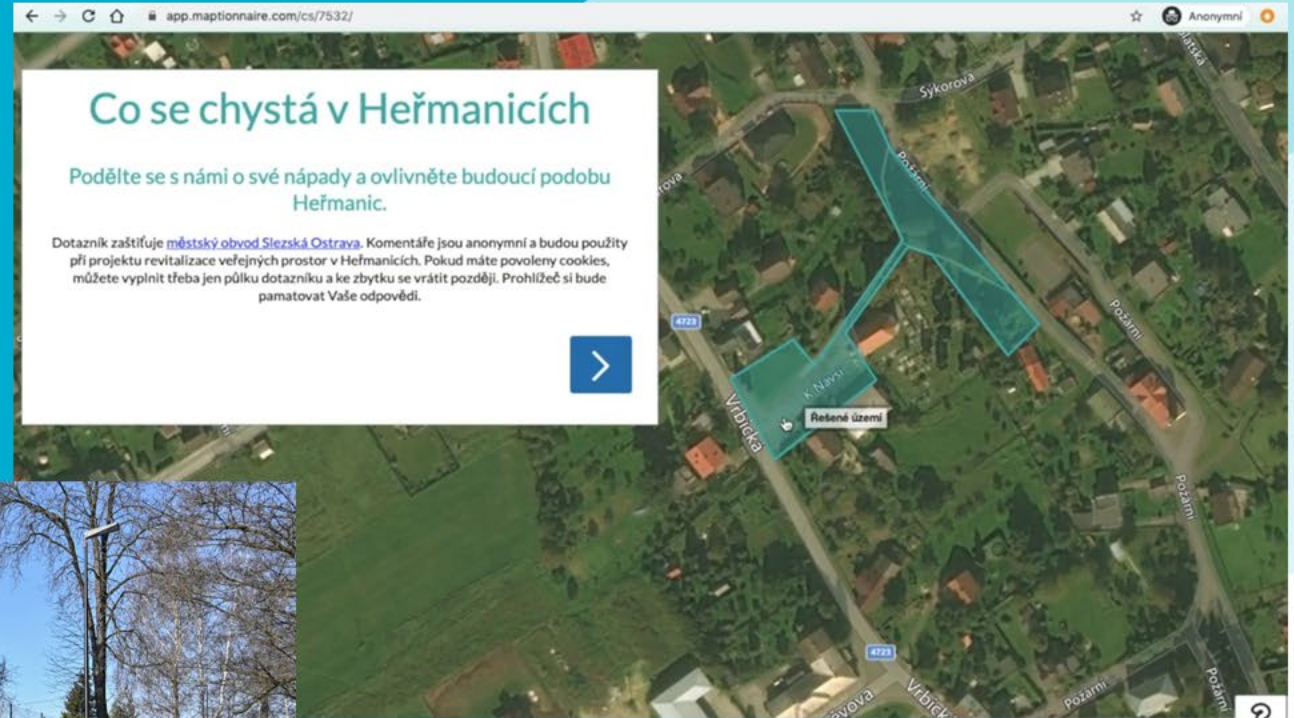 app.maptionnaire.com/cs/7532/
Anonymní
Co se chystá v Heřmanicích
Podělte se s námi o své nápady a ovlivněte budoucí podobu
Heřmanic.
Dotazník zaštiťuje městský obvod Slezská Ostrava. Komentáře jsou anonymní a budou použity
při projektu revitalizace veřejných prostor v Heřmanicích. Pokud máte povoleny cookies,
můžete vyplnit třeba jen půlku dotazníku a ke zbytku se vrátit později. Prohlížeč si bude
pamatovat Vaše odpovědi.
Sýkorova
Požární
4723
Požární
K Návsi
Řešené území
Vrbická
Požární
4723
Požární
Požární